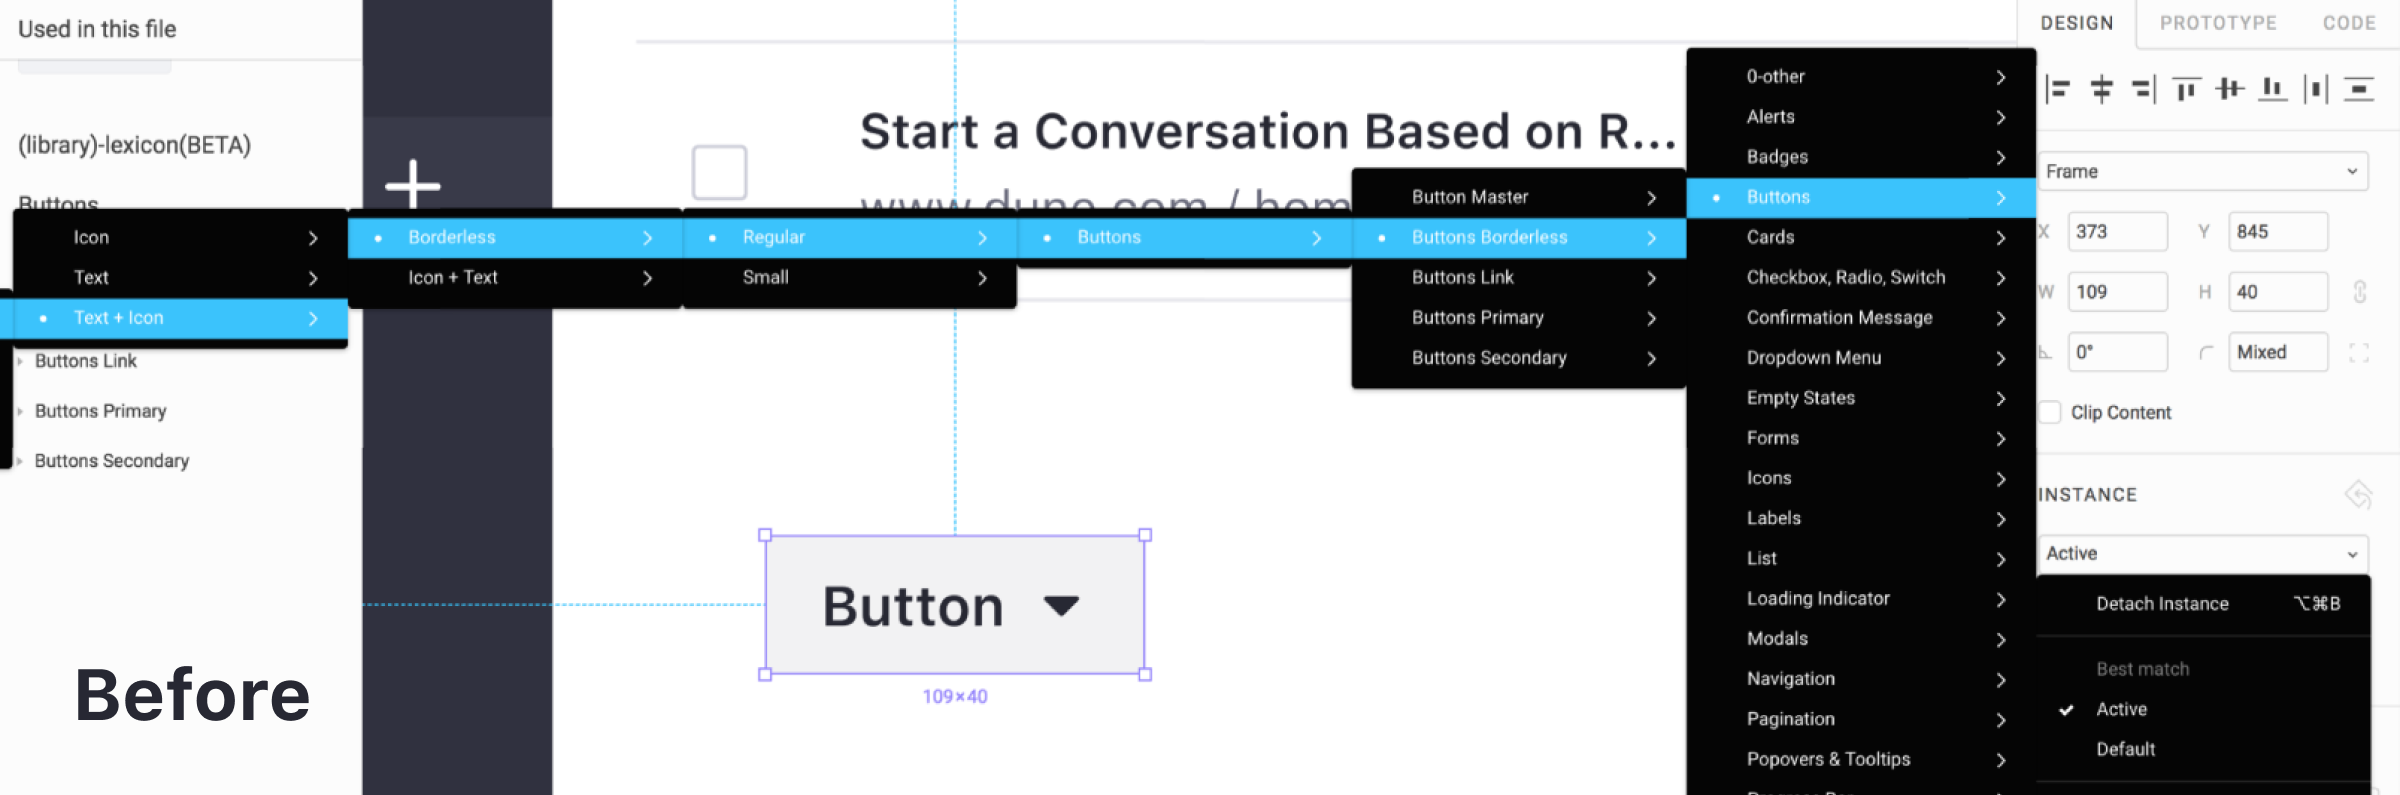 Used in this file
(library)-lexicon(BETA)
Buttons
Icon
Text
Text + Icon
Buttons Link
Buttons Primary
Buttons Secondary
Before
Borderless
Icon + Text
Regular
Small
Buttons
Start a Conversation Based on R...
www.dune.com / hom
Button
109×40
Button Master
Buttons Borderless
Buttons Link
Buttons Primary
Buttons Secondary
0-other
Alerts
Badges
Buttons
Cards
Checkbox, Radio, Switch
Confirmation Message
Dropdown Menu
Empty States
Forms
Icons
Labels
List
Loading Indicator
Modals
Navigation
Pagination
Popovers & Tooltips
DESIGN PROTOTYPE CODE
Frame
X 373 Y 845
W 109 H 40
0° Mixed
Clip Content
INSTANCE
Active
Detach Instance ⌥⌘B
Best match
Active
Default